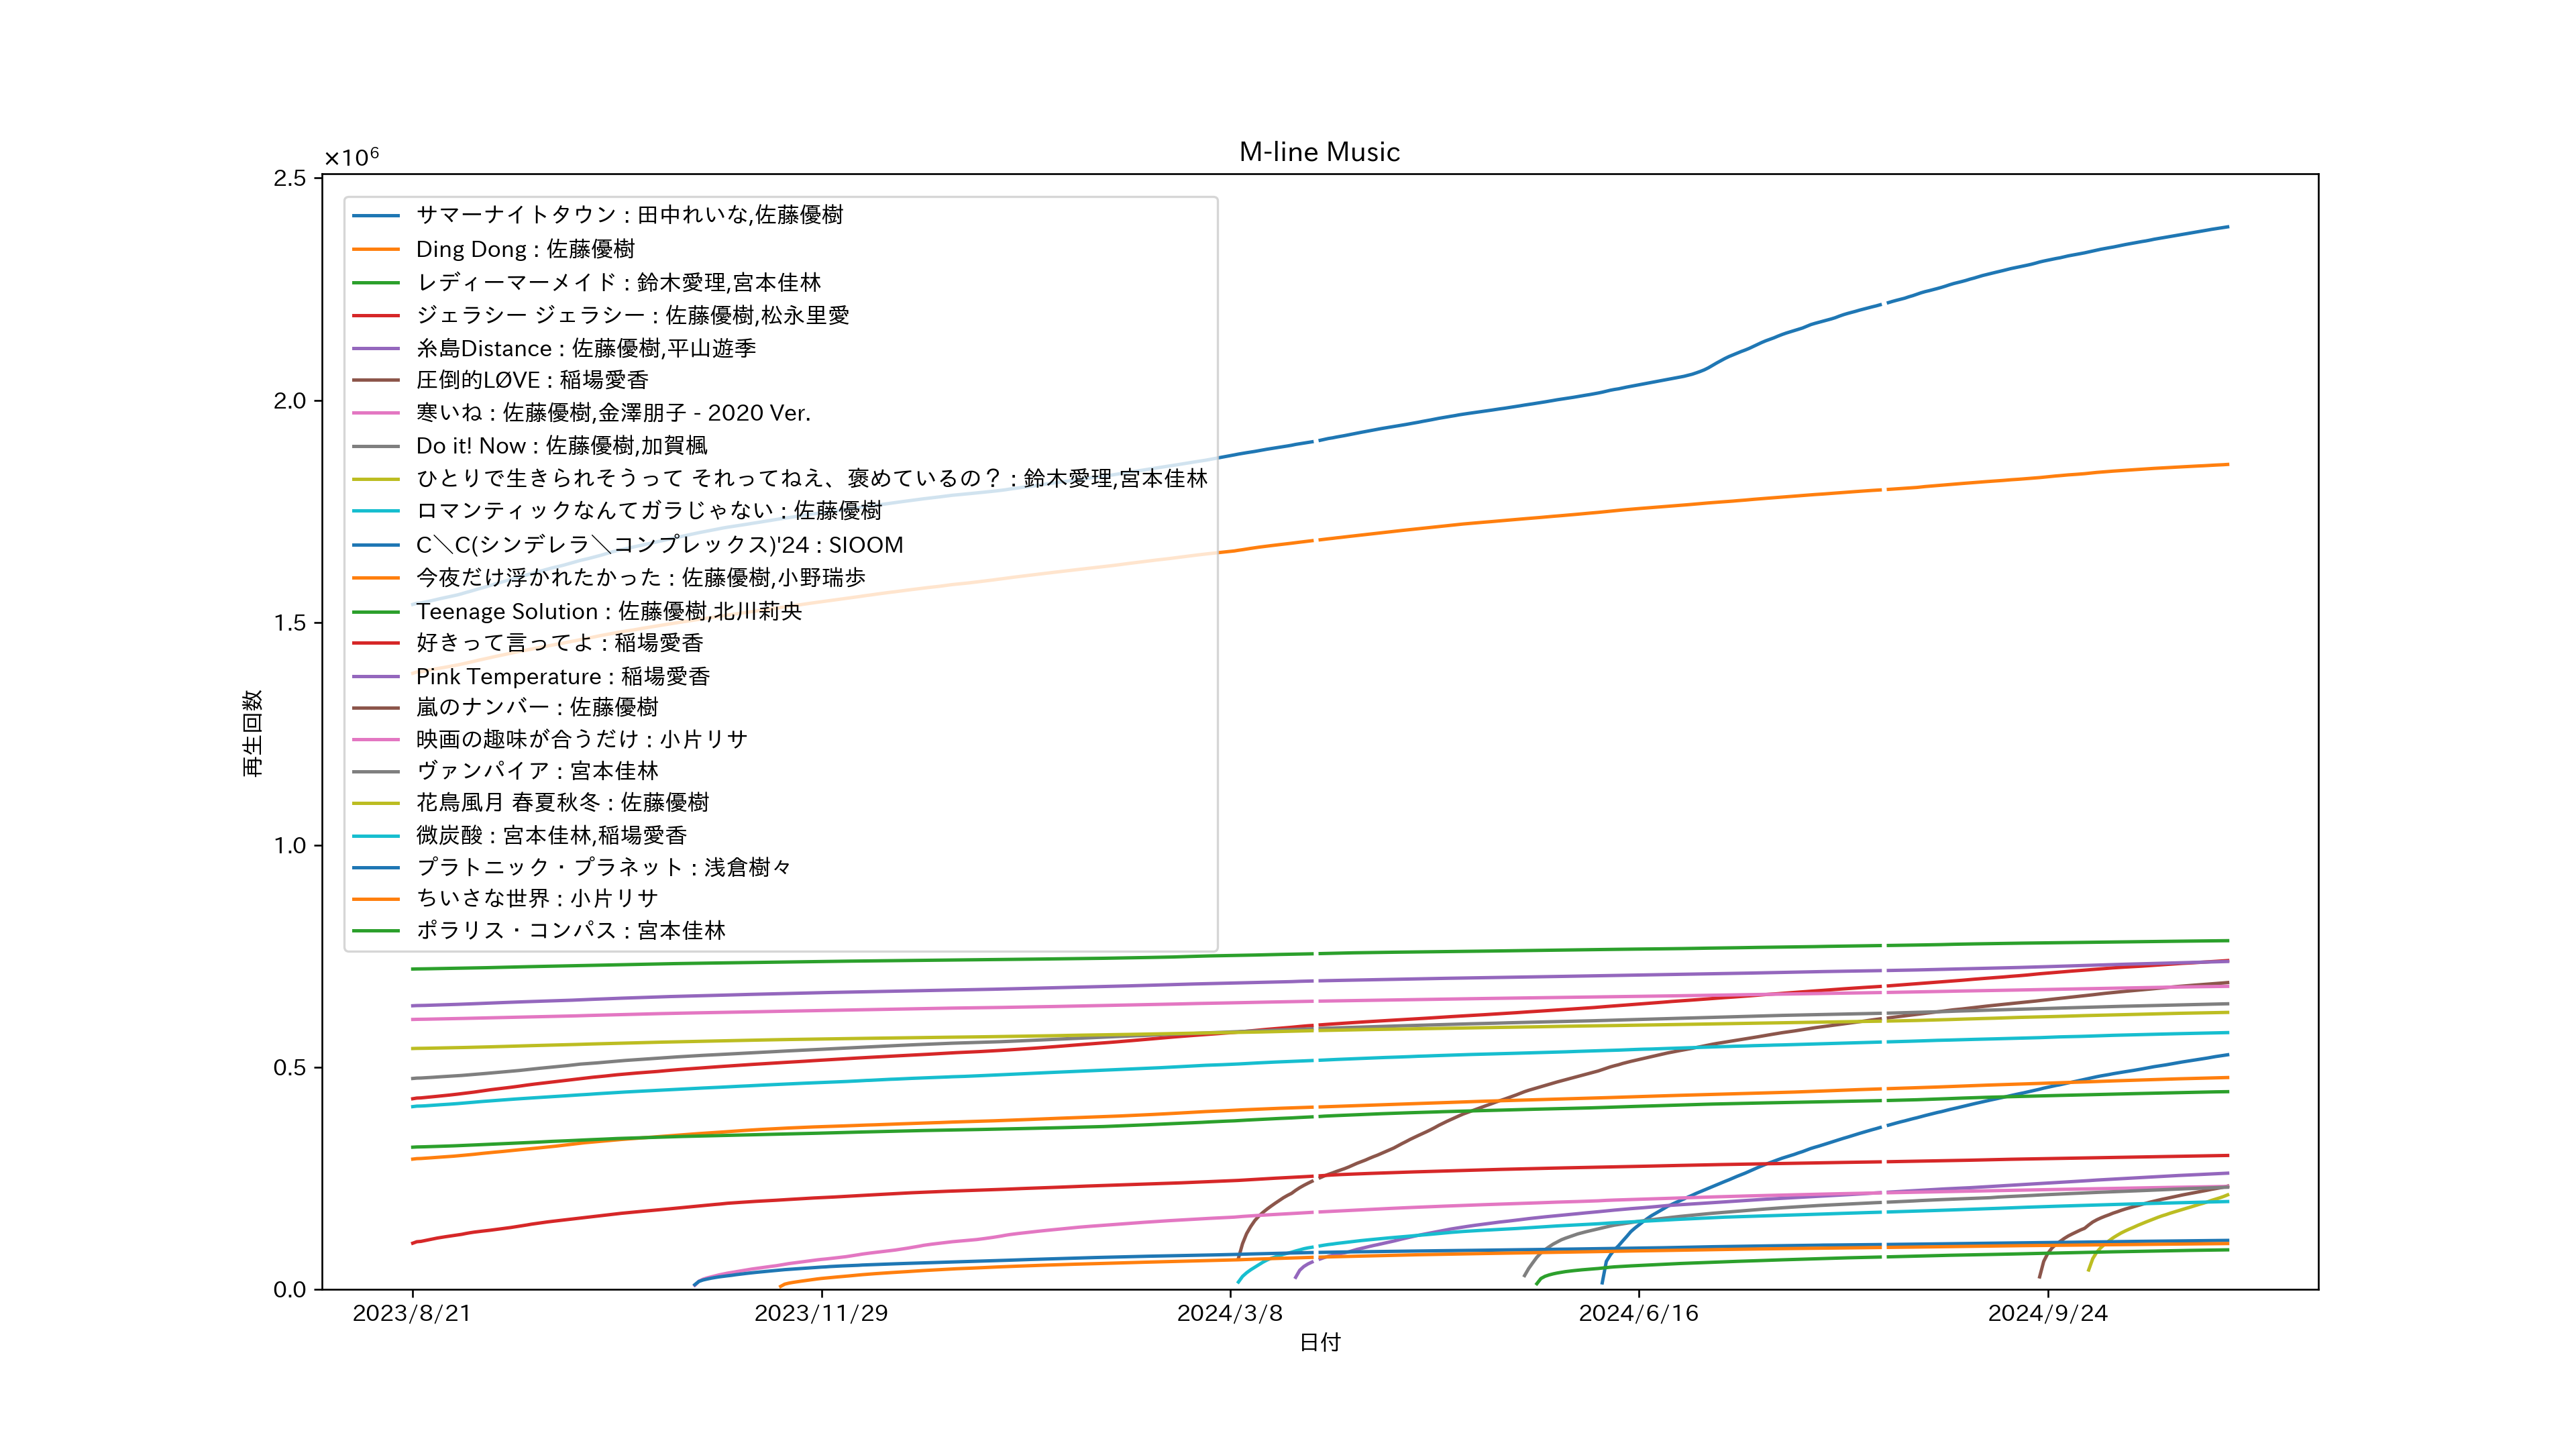 M-line Music
×10⁶
2.5
2.0
1.5
1.0
0.5
0.0
再生回数
サマーナイトタウン : 田中れいな,佐藤優樹
Ding Dong : 佐藤優樹
レディーマーメイド : 鈴木愛理,宮本佳林
ジェラシー ジェラシー : 佐藤優樹,松永里愛
糸島Distance : 佐藤優樹,平山遊季
圧倒的LØVE : 稲場愛香
寒いね : 佐藤優樹,金澤朋子 - 2020 Ver.
Do it! Now : 佐藤優樹,加賀楓
ひとりで生きられそうって それってねえ、褒めているの? : 鈴木愛理,宮本佳林
ロマンティックなんてガラじゃない : 佐藤優樹
C＼C(シンデレラ＼コンプレックス)'24 : SIOOM
今夜だけ浮かれたかった : 佐藤優樹,小野瑞歩
Teenage Solution : 佐藤優樹,北川莉央
好きって言ってよ : 稲場愛香
Pink Temperature : 稲場愛香
嵐のナンバー : 佐藤優樹
映画の趣味が合うだけ : 小片リサ
ヴァンパイア : 宮本佳林
花鳥風月 春夏秋冬 : 佐藤優樹
微炭酸 : 宮本佳林,稲場愛香
プラトニック・プラネット : 浅倉樹々
ちいさな世界 : 小片リサ
ポラリス・コンパス : 宮本佳林
2023/8/21
2023/11/29
2024/3/8
2024/6/16
2024/9/24
日付